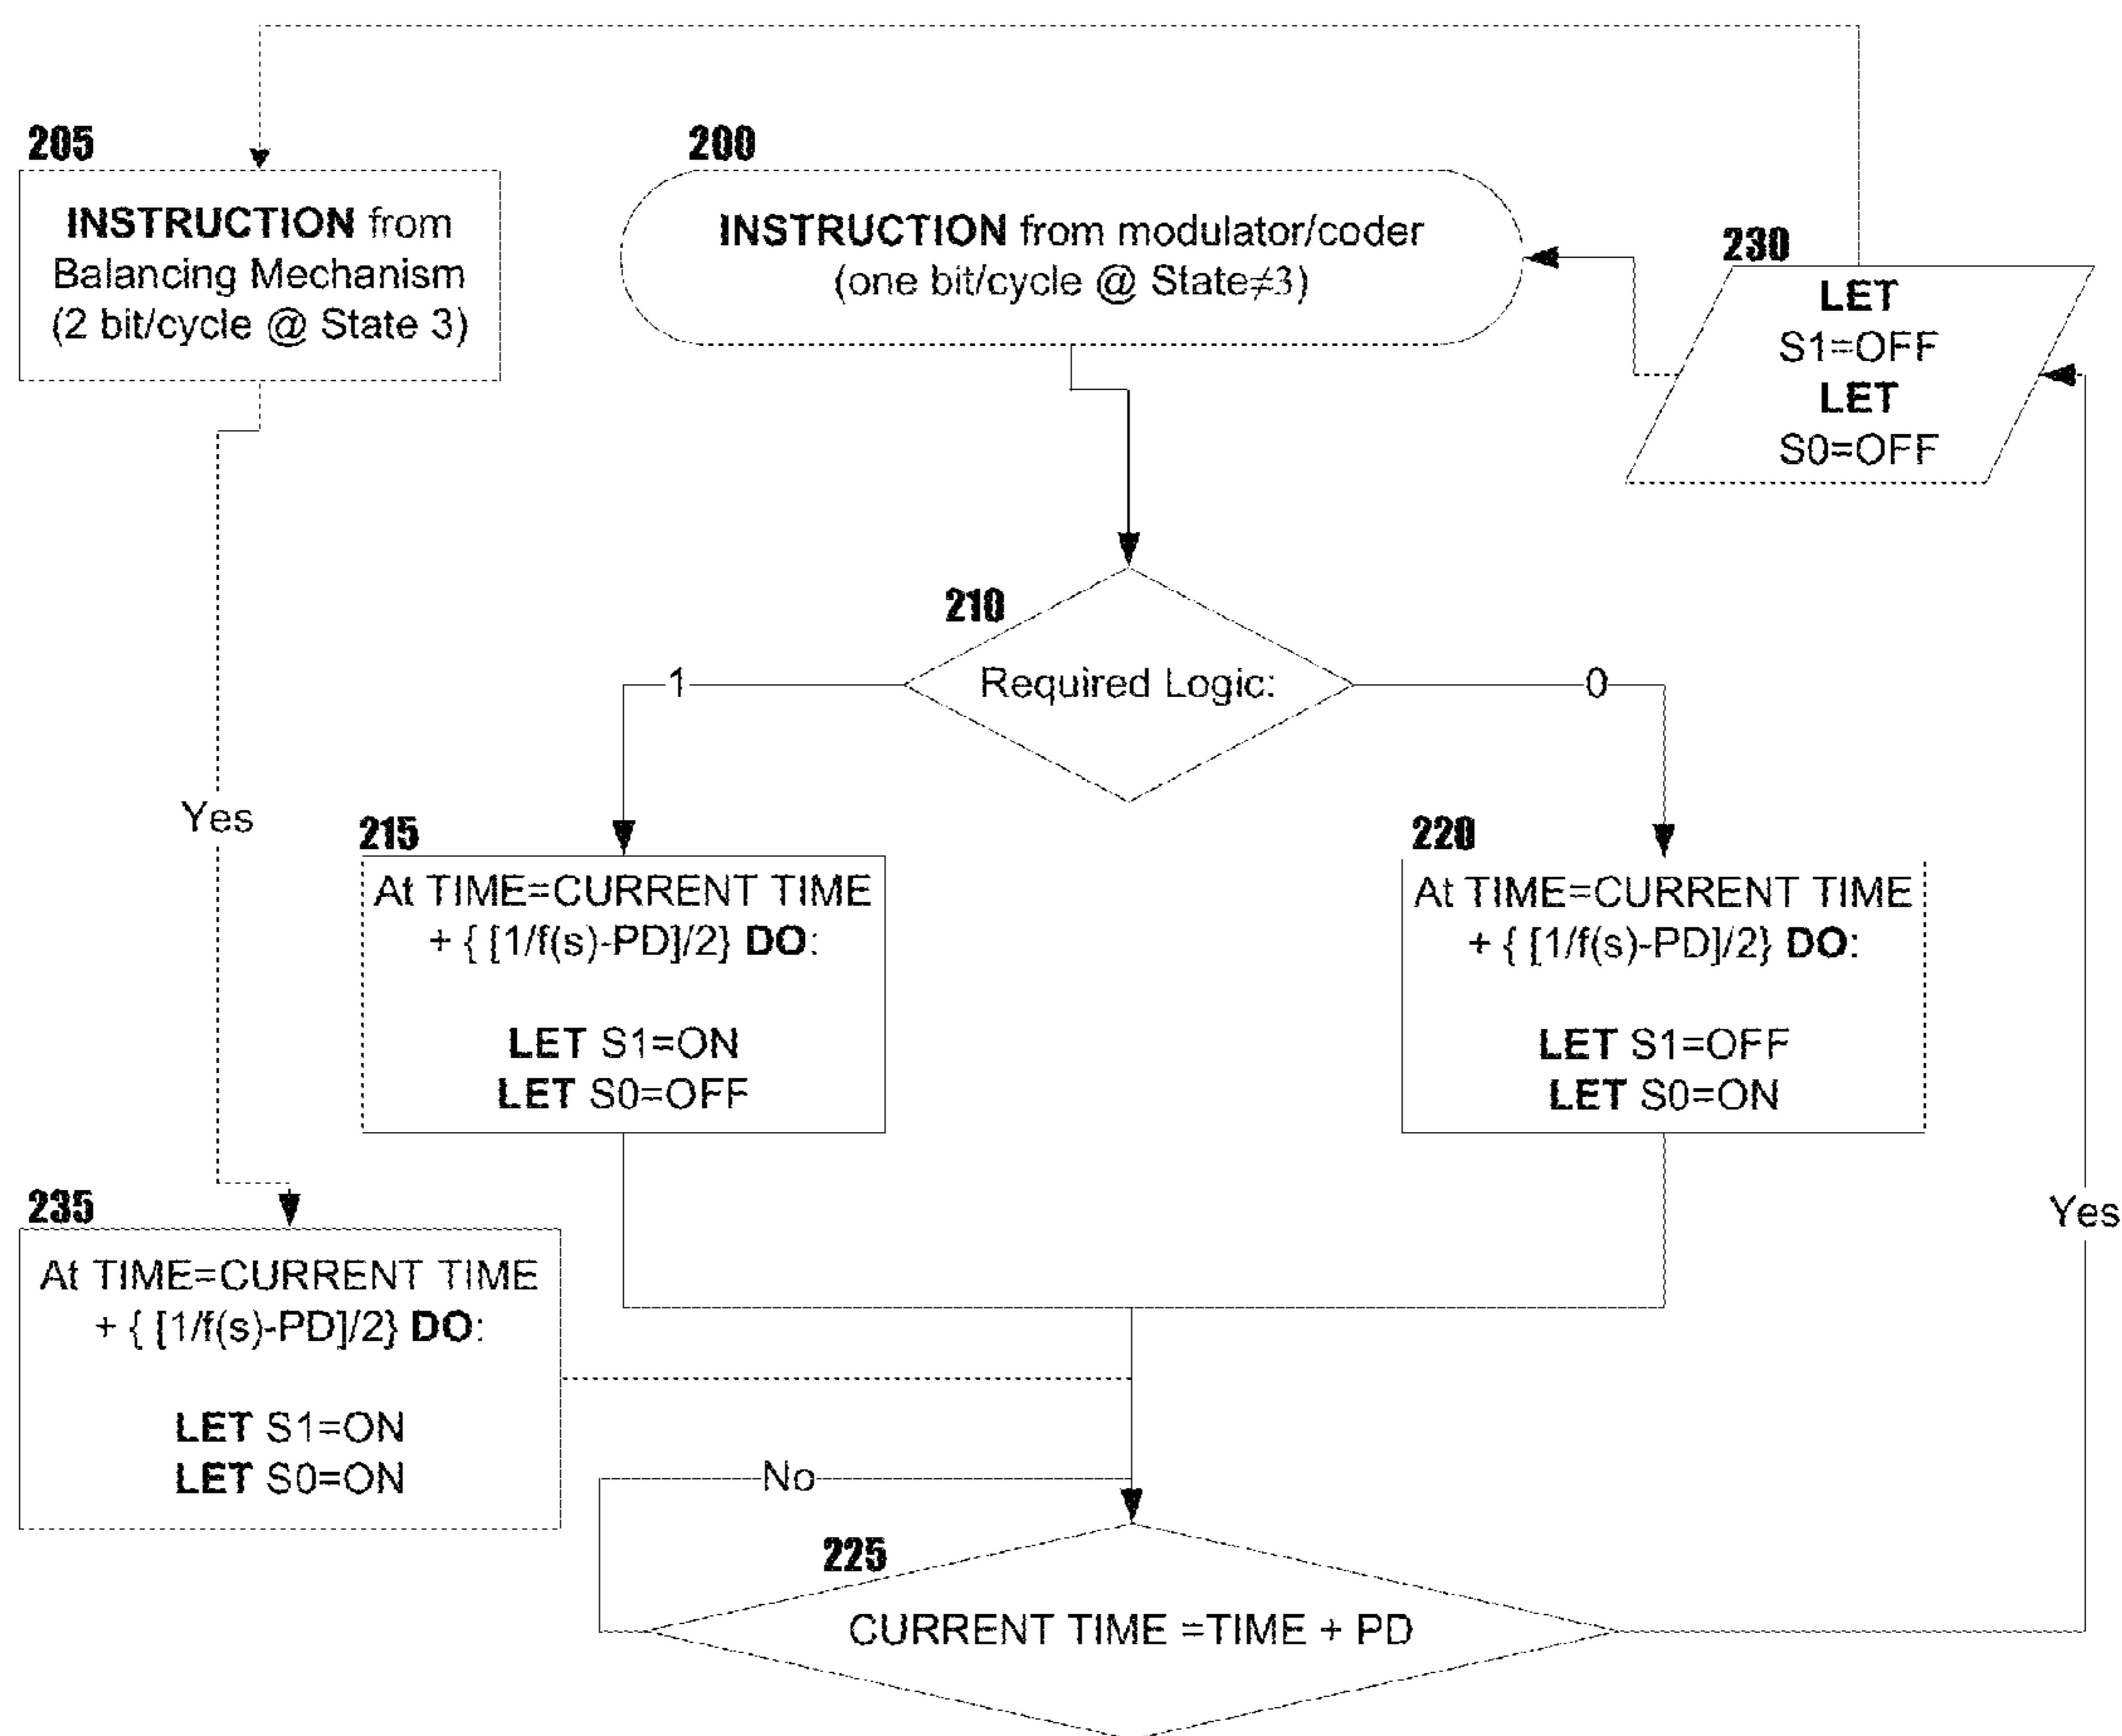 205
INSTRUCTION from
Balancing Mechanism
(2 bit/cycle @ State 3)
200
INSTRUCTION from modulator/coder
(one bit/cycle @ State≠3)
230
LET
S1=OFF
LET
S0=OFF
210
Required Logic:
1
0
Yes
215
At TIME=CURRENT TIME
+ { [1/f(s)-PD]/2} DO:
LET S1=ON
LET S0=OFF
220
At TIME=CURRENT TIME
+ { [1/f(s)-PD]/2} DO:
LET S1=OFF
LET S0=ON
Yes
235
At TIME=CURRENT TIME
+ { [1/f(s)-PD]/2} DO:
LET S1=ON
LET S0=ON
No
225
CURRENT TIME =TIME + PD